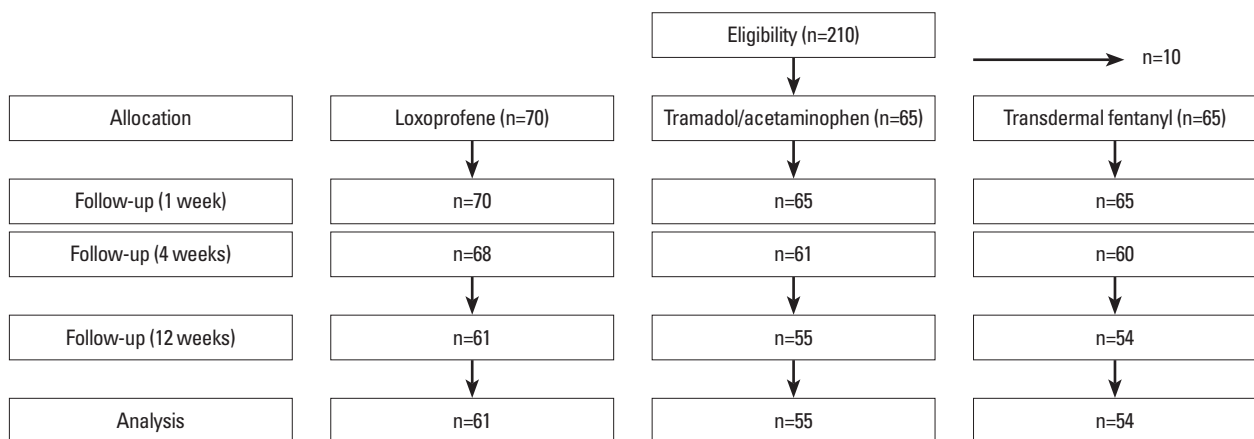 Eligibility (n=210)
n=10
Allocation
Loxoprofene (n=70)
Tramadol/acetaminophen (n=65)
Transdermal fentanyl (n=65)
Follow-up (1 week)
n=70
n=65
n=65
Follow-up (4 weeks)
n=68
n=61
n=60
Follow-up (12 weeks)
n=61
n=55
n=54
Analysis
n=61
n=55
n=54